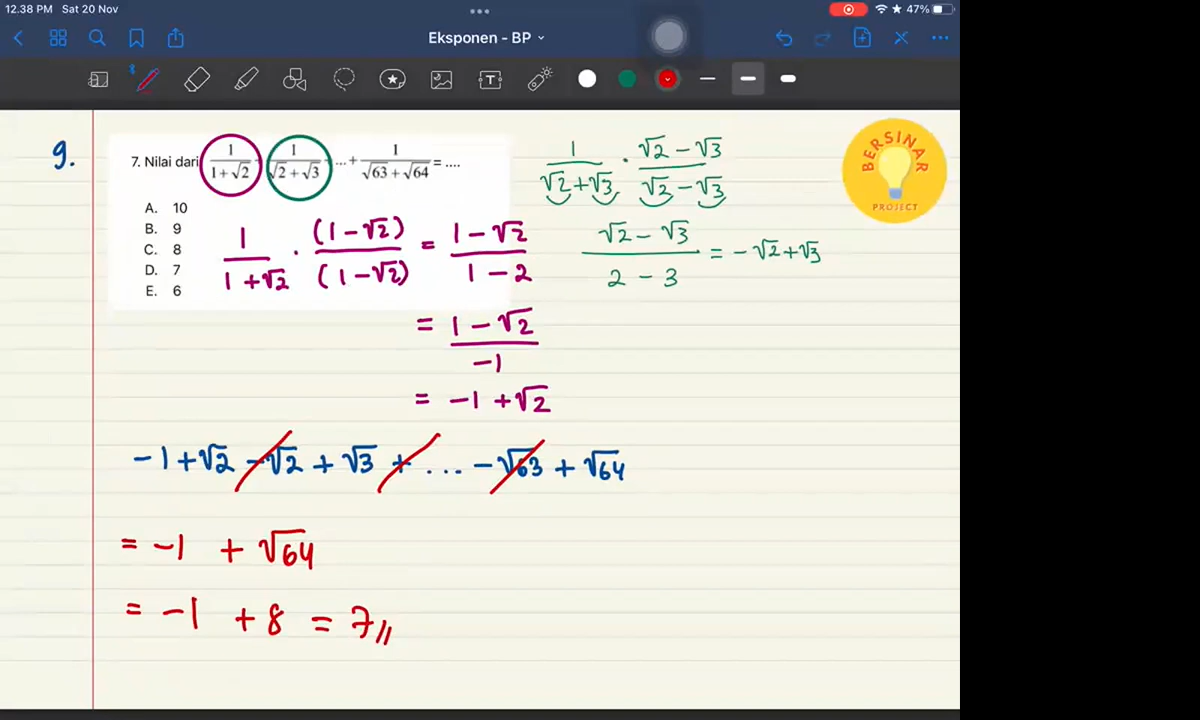 12.38 PM Sat 20 Nov
47%
Eksponen - BP
9.
7. Nilai dari 1/(1+√2) + 1/(√2+√3) + ... + 1/(√63+√64) = ....
A. 10
B. 9
C. 8
D. 7
E. 6
1/(1+√2) · (1-√2)/(1-√2) = (1-√2)/(1-2)
= (1-√2)/-1
= -1 + √2
1/(√2+√3) · (√2-√3)/(√2-√3)
(√2-√3)/(2-3) = -√2+√3
BERSINAR
PROJECT
-1+√2 -√2 + √3 + ... -√63 + √64
= -1 + √64
= -1 + 8 = 7//